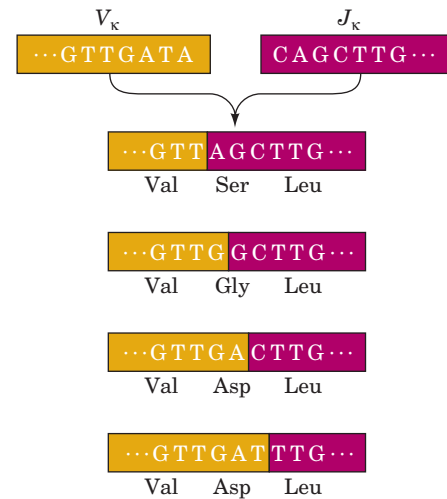 Vκ Jκ
···GTTGATA CAGCTTG···
···GTTAGCTTG···
Val Ser Leu
···GTTGGCTTG···
Val Gly Leu
···GTTGACTTG···
Val Asp Leu
···GTTGATTTG···
Val Asp Leu